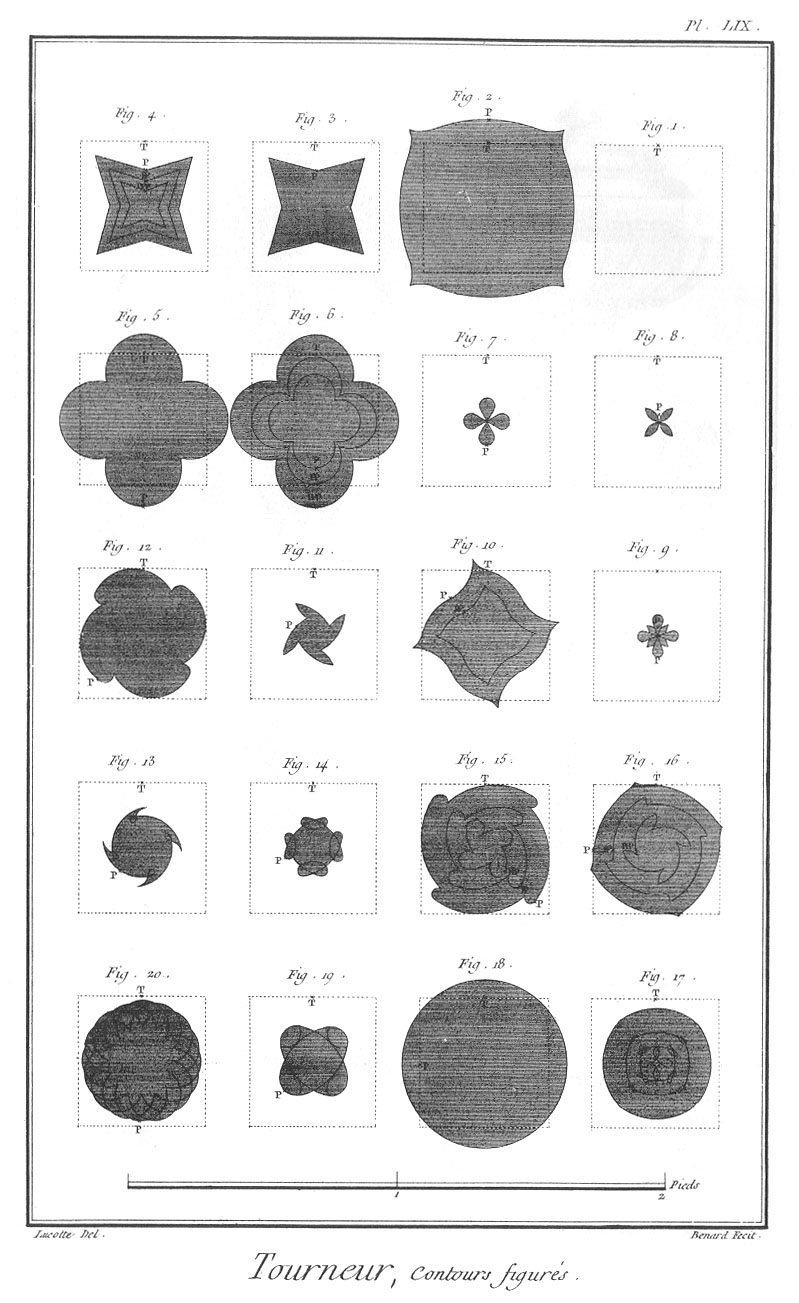 Pl. LIX.
Fig. 4. Fig. 3. Fig. 2. Fig. 1.
P
T T T T
P
P
Fig. 5. Fig. 6. Fig. 7. Fig. 8.
T T T T
P
P
P P
Fig. 12. Fig. 11. Fig. 10. Fig. 9.
T T T
P P
P
P
Fig. 13 Fig. 14. Fig. 15. Fig. 16.
T T T T
P P P
P
Fig. 20. Fig. 19. Fig. 18. Fig. 17.
T T T T
P
P
P
Pieds
1 2
Lucotte Del. Benard Fecit.
Tourneur, Contours figurés.